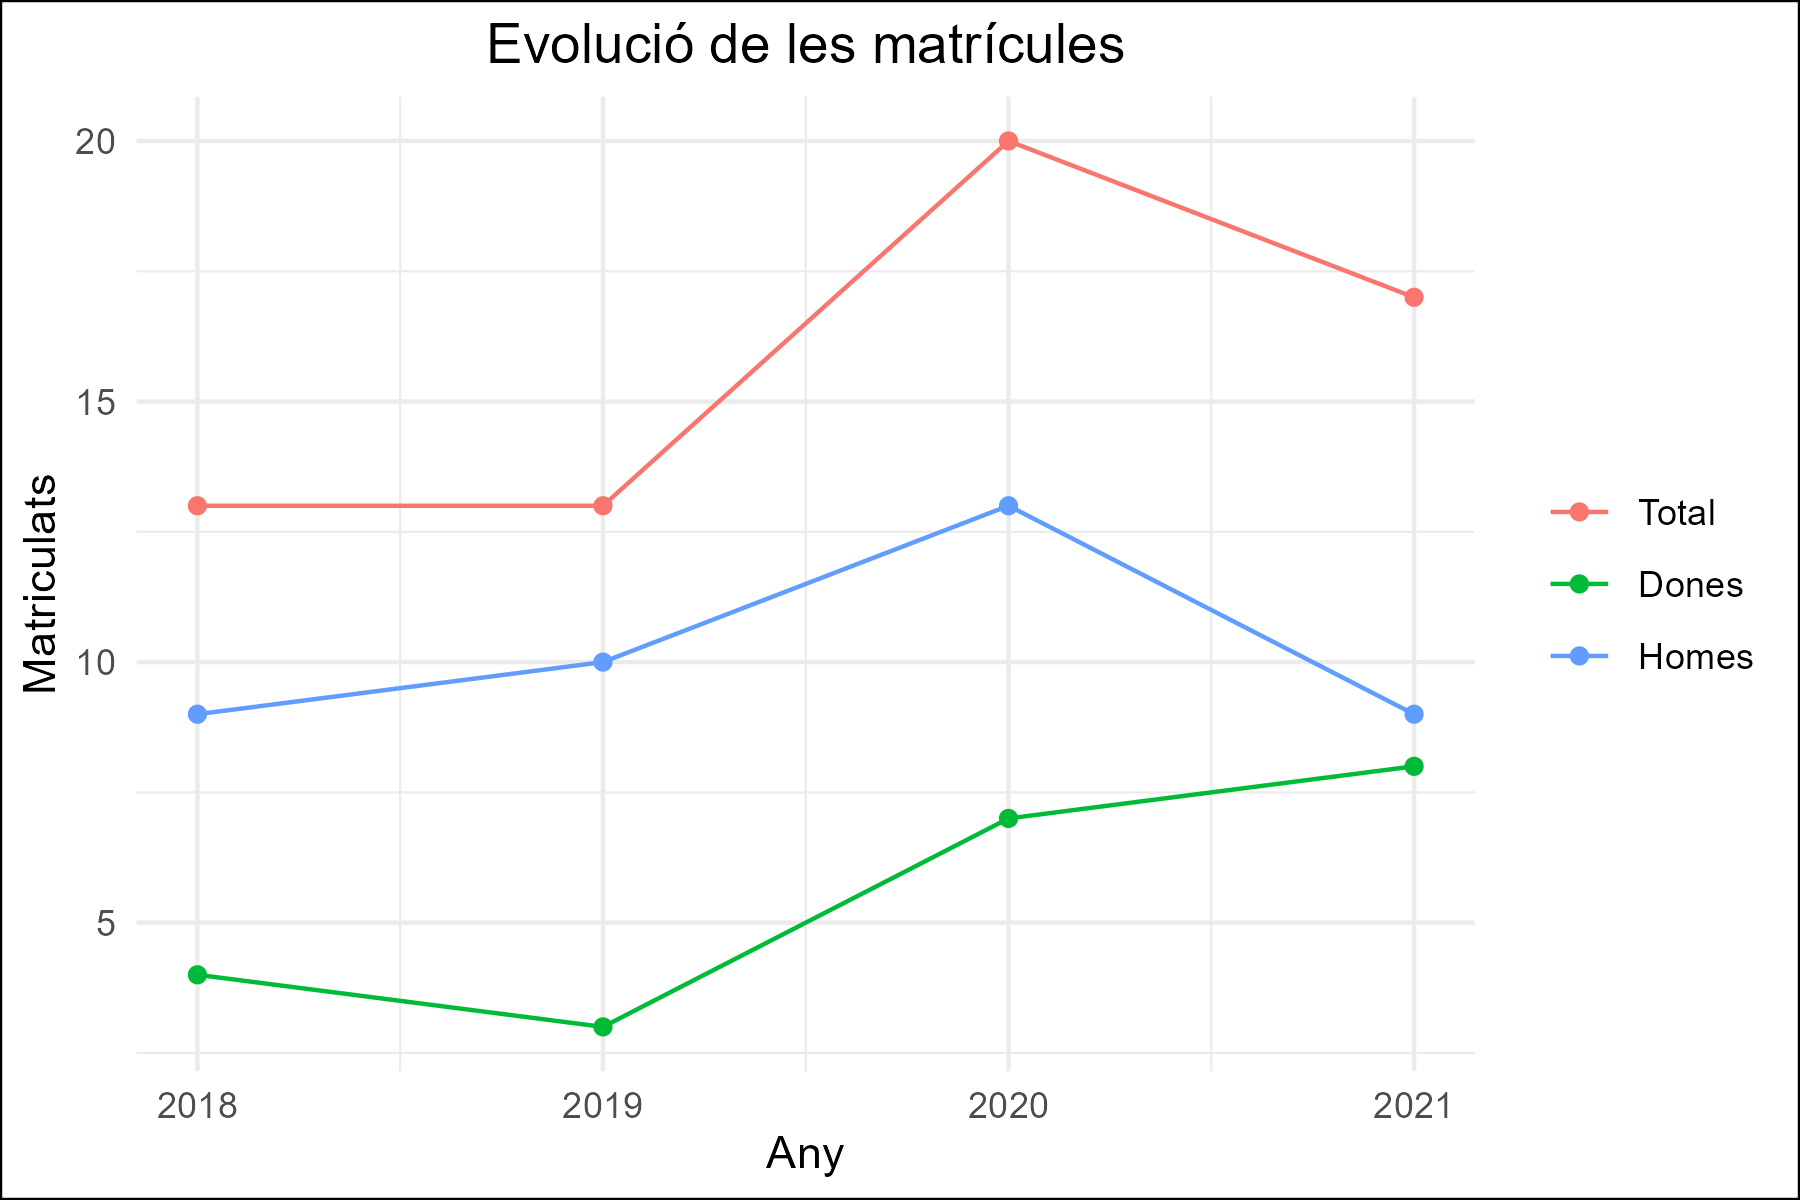 Evolució de les matrícules
20
15
10
5
Matriculats
2018 2019 2020 2021
Any
Total
Dones
Homes